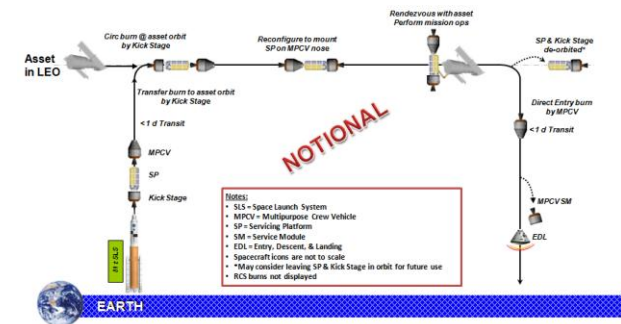 Circ burn @ asset orbit
by Kick Stage
Reconfigure to mount
SP on MPCV nose
Rendezvous with asset
Perform mission ops
SP & Kick Stage
de-orbited*
Asset
in LEO
Transfer burn to asset orbit
by Kick Stage
Direct Entry burn
by MPCV
<1 d Transit
<1 d Transit
MPCV
NOTIONAL
SP
Kick Stage
MPCV SM
EDL
Notes:
• SLS = Space Launch System
• MPCV = Multipurpose Crew Vehicle
• SP = Servicing Platform
• SM = Service Module
• EDL = Entry, Descent, & Landing
• Spacecraft icons are not to scale
• *May consider leaving SP & Kick Stage in orbit for future use
• RCS burns not displayed
EARTH